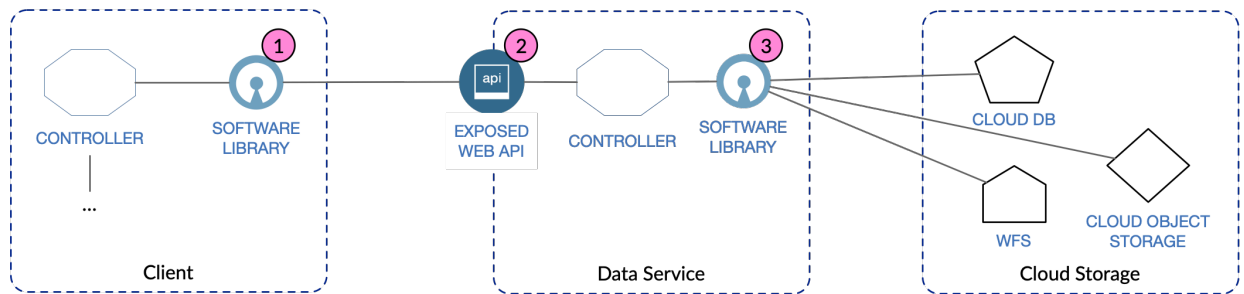 1
2
3
api
CONTROLLER
SOFTWARE
LIBRARY
EXPOSED
WEB API
CONTROLLER
SOFTWARE
LIBRARY
CLOUD DB
CLOUD OBJECT
STORAGE
WFS
...
Client
Data Service
Cloud Storage